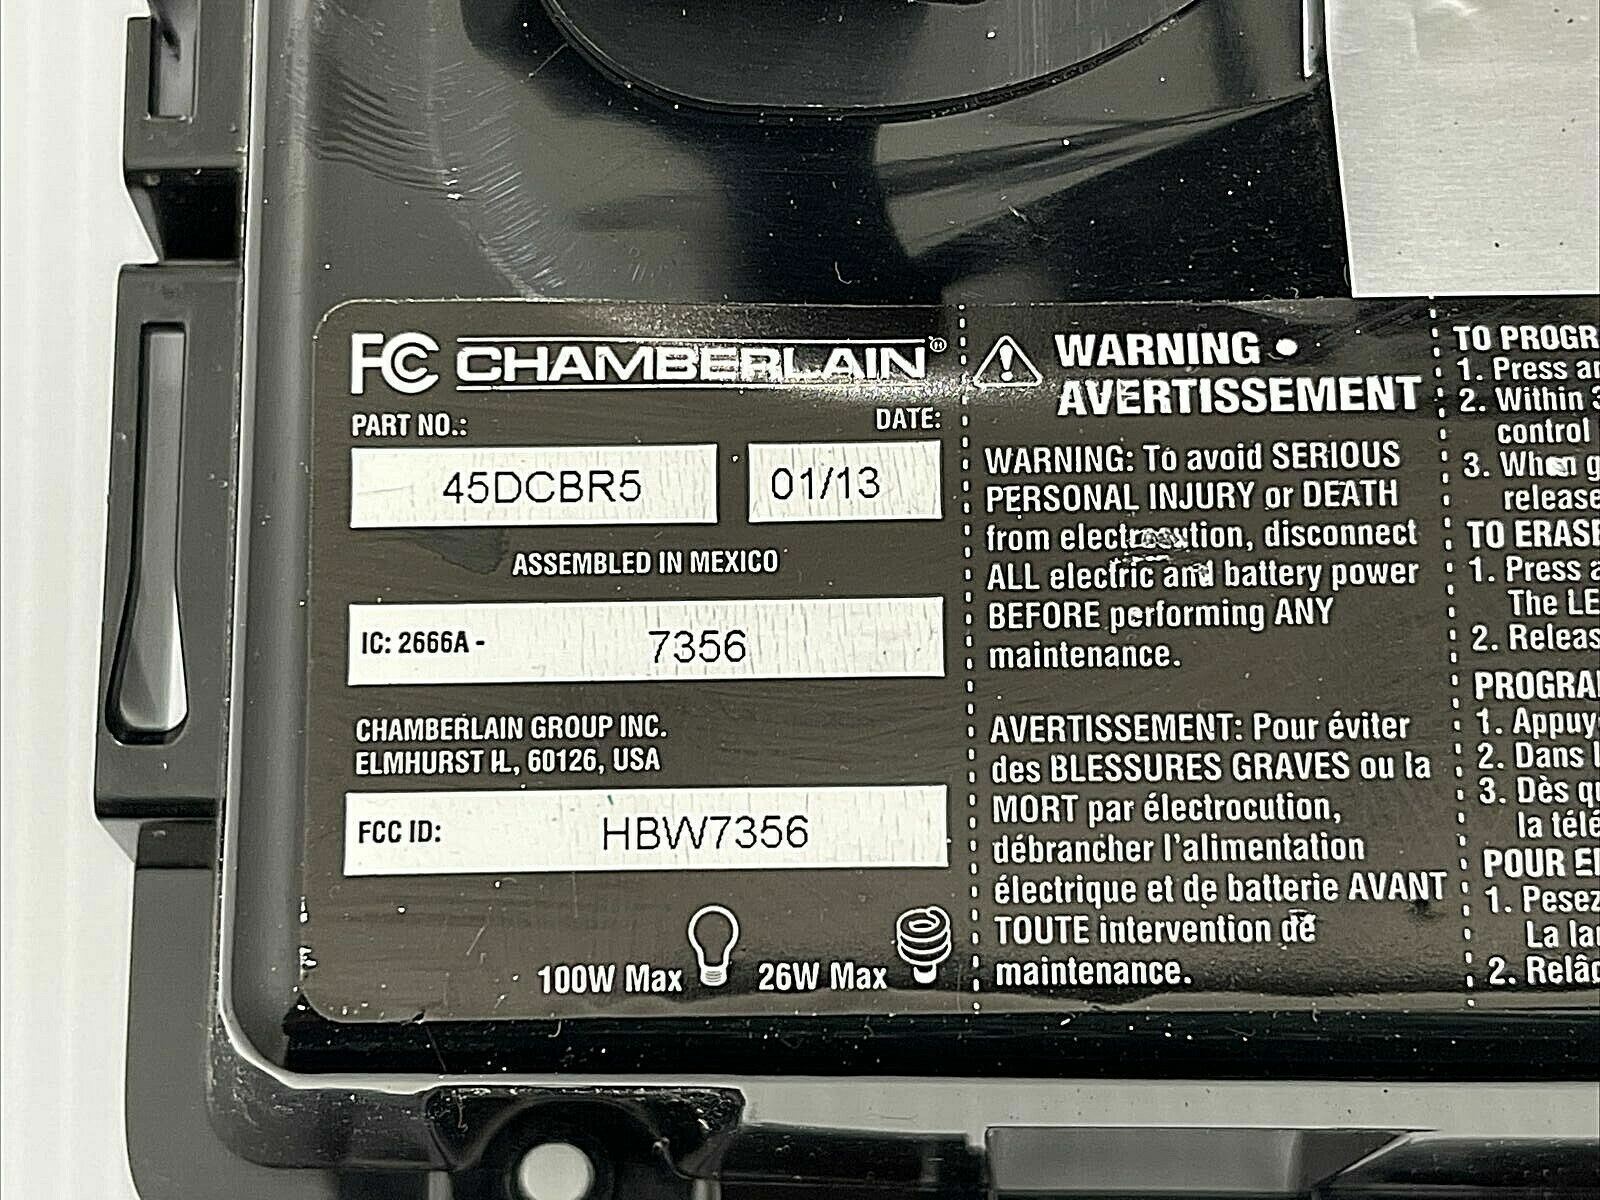 FC CHAMBERLAIN®
PART NO.:
DATE:
45DCBR5
01/13
ASSEMBLED IN MEXICO
IC: 2666A - 7356
CHAMBERLAIN GROUP INC.
ELMHURST IL, 60126, USA
FCC ID: HBW7356
100W Max
26W Max
WARNING •
AVERTISSEMENT
WARNING: To avoid SERIOUS
PERSONAL INJURY or DEATH
from electrocution, disconnect
ALL electric and battery power
BEFORE performing ANY
maintenance.
AVERTISSEMENT: Pour éviter
des BLESSURES GRAVES ou la
MORT par électrocution,
débrancher l'alimentation
électrique et de batterie AVANT
TOUTE intervention de
maintenance.
TO PROGR
1. Press an
2. Within 3
control
3. When g
release
TO ERASE
1. Press a
The LE
2. Releas
PROGRA
1. Appuy
2. Dans l
3. Dès qu
la télé
POUR E
1. Pesez
La la
2. Relâc